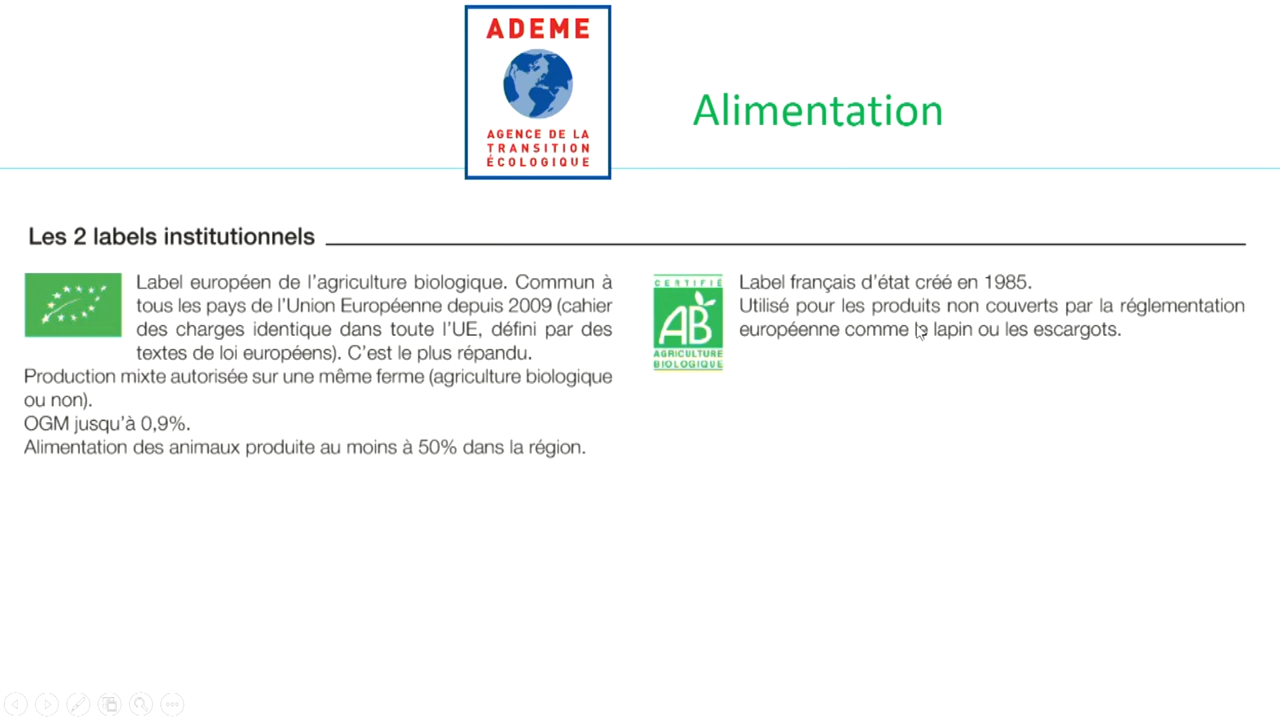 ADEME
AGENCE DE LA
TRANSITION
ÉCOLOGIQUE
Alimentation
Les 2 labels institutionnels
Label européen de l'agriculture biologique. Commun à
tous les pays de l'Union Européenne depuis 2009 (cahier
des charges identique dans toute l'UE, défini par des
textes de loi européens). C'est le plus répandu.
Production mixte autorisée sur une même ferme (agriculture biologique
ou non).
OGM jusqu'à 0,9%.
Alimentation des animaux produite au moins à 50% dans la région.
CERTIFIÉ
AB
AGRICULTURE
BIOLOGIQUE
Label français d'état créé en 1985.
Utilisé pour les produits non couverts par la réglementation
européenne comme le lapin ou les escargots.